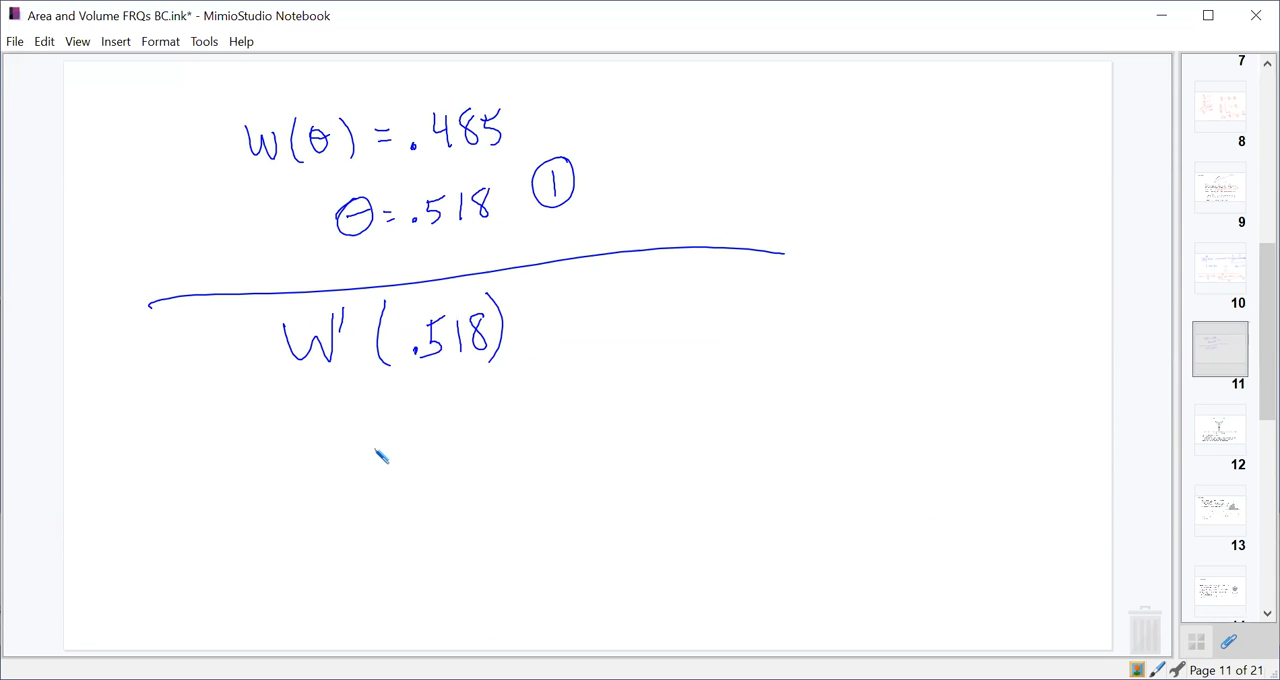 Area and Volume FRQs BC.ink* - MimioStudio Notebook
File Edit View Insert Format Tools Help
W(θ) = .485
θ = .518 ①
W' (.518)
7
8
9
10
11
12
13
Page 11 of 21